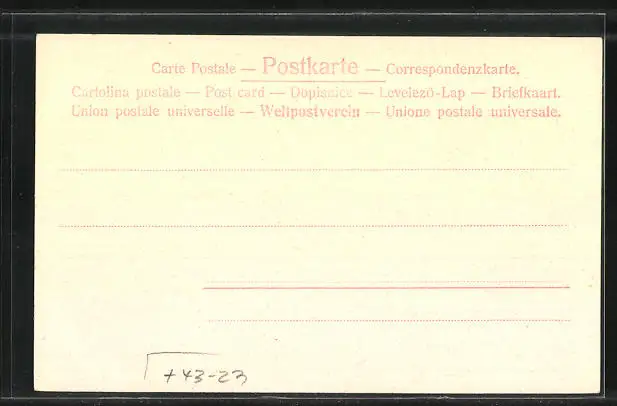 Carte Postale — Postkarte — Correspondenzkarte.
Cartolina postale — Post card — Dopisnice — Levelező-Lap — Briefkaart.
Union postale universelle — Weltpostverein — Unione postale universale.
+43-23